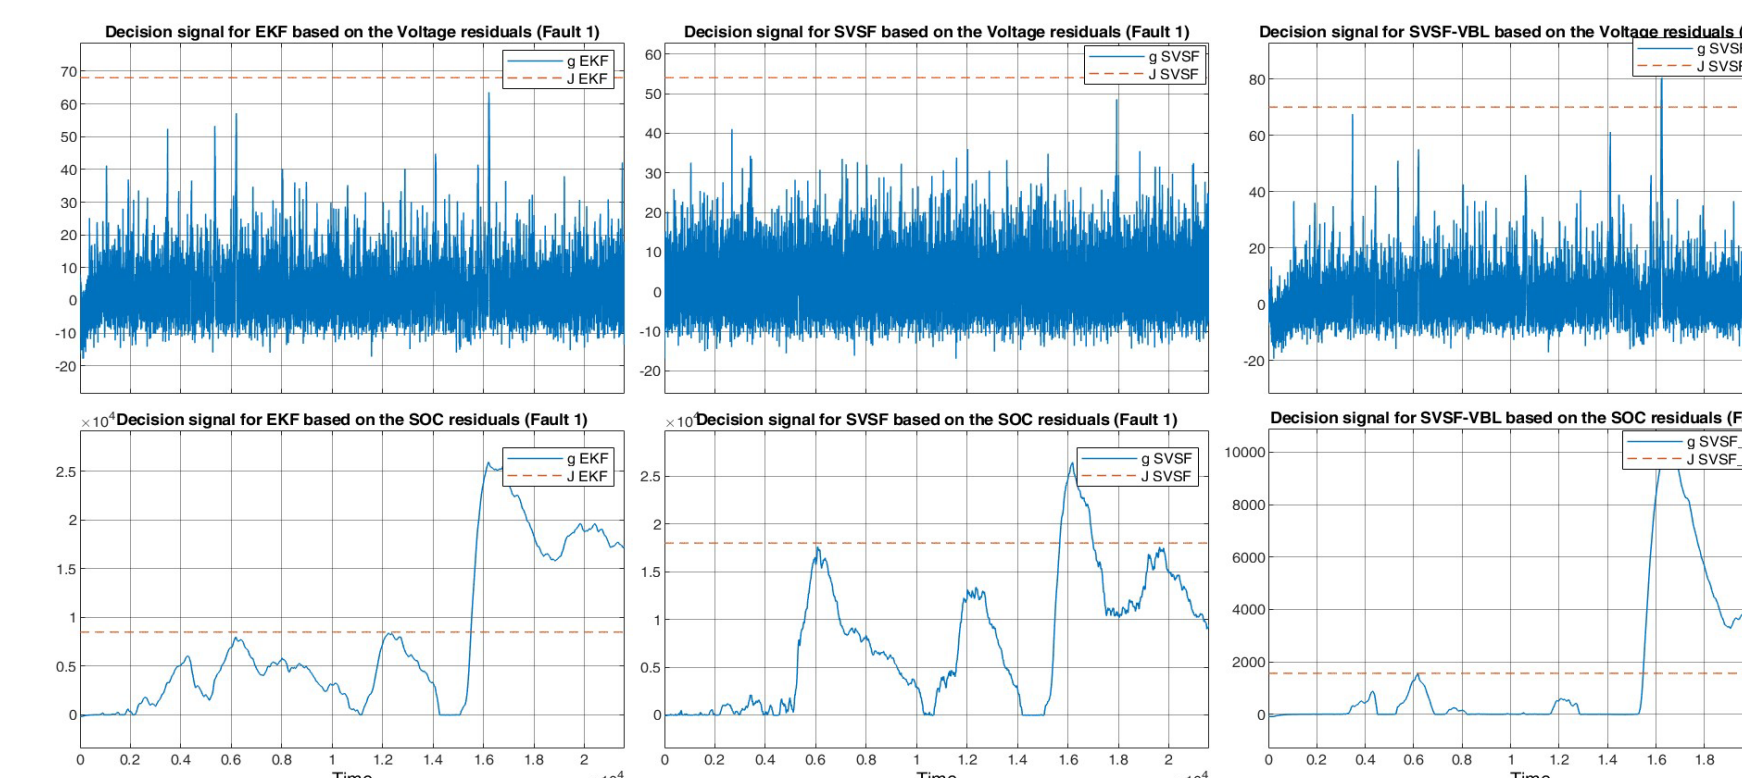 Decision signal for EKF based on the Voltage residuals (Fault 1)
g EKF
J EKF
70
60
50
40
30
20
10
0
-10
-20
Decision signal for SVSF based on the Voltage residuals (Fault 1)
g SVSF
J SVSF
60
50
40
30
20
10
0
-10
-20
Decision signal for SVSF-VBL based on the Voltage residuals (
g SVSF
J SVSF
80
60
40
20
0
-20
×10⁴
Decision signal for EKF based on the SOC residuals (Fault 1)
g EKF
J EKF
2.5
2
1.5
1
0.5
0
0 0.2 0.4 0.6 0.8 1 1.2 1.4 1.6 1.8 2
Time
×10⁴
×10⁴
Decision signal for SVSF based on the SOC residuals (Fault 1)
g SVSF
J SVSF
2.5
2
1.5
1
0.5
0
0 0.2 0.4 0.6 0.8 1 1.2 1.4 1.6 1.8 2
Time
×10⁴
Decision signal for SVSF-VBL based on the SOC residuals (F
g SVSF_
J SVSF_
10000
8000
6000
4000
2000
0
0 0.2 0.4 0.6 0.8 1 1.2 1.4 1.6 1.8
Time